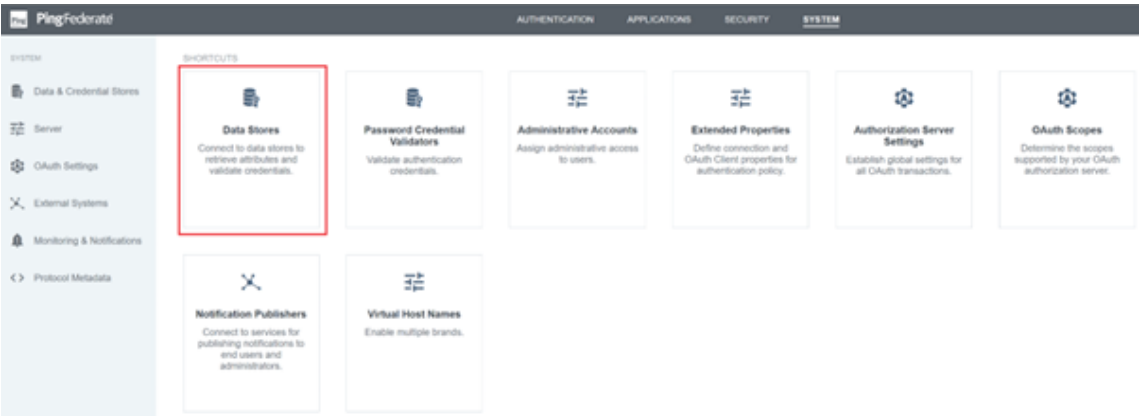 Ping PingFederate
AUTHENTICATION APPLICATIONS SECURITY SYSTEM
SYSTEM
Data & Credential Stores
Server
OAuth Settings
External Systems
Monitoring & Notifications
Protocol Metadata
SHORTCUTS
Data Stores
Connect to data stores to
retrieve attributes and
validate credentials.
Password Credential
Validators
Validate authentication
credentials.
Administrative Accounts
Assign administrative access
to users.
Extended Properties
Define connection and
OAuth Client properties for
authentication policy.
Authorization Server
Settings
Establish global settings for
all OAuth transactions.
OAuth Scopes
Determine the scopes
supported by your OAuth
authorization server.
Notification Publishers
Connect to services for
publishing notifications to
end users and
administrators.
Virtual Host Names
Enable multiple brands.